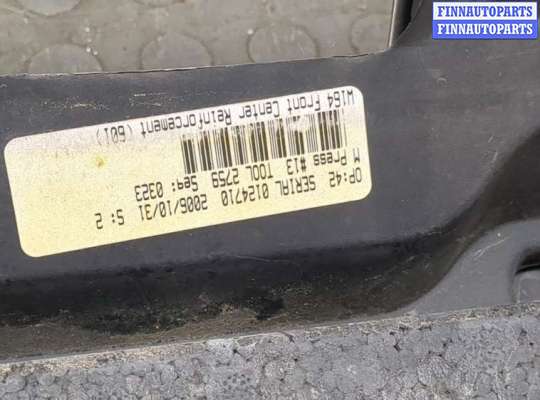 FINNAUTOPARTS
FINNAUTOPARTS
OP:42 SERIAL 0124710 2006/10/31 S: 2
M Press #13 TOOL 2759 Seq: 0323
W164 Front Center Reinforcement (601)